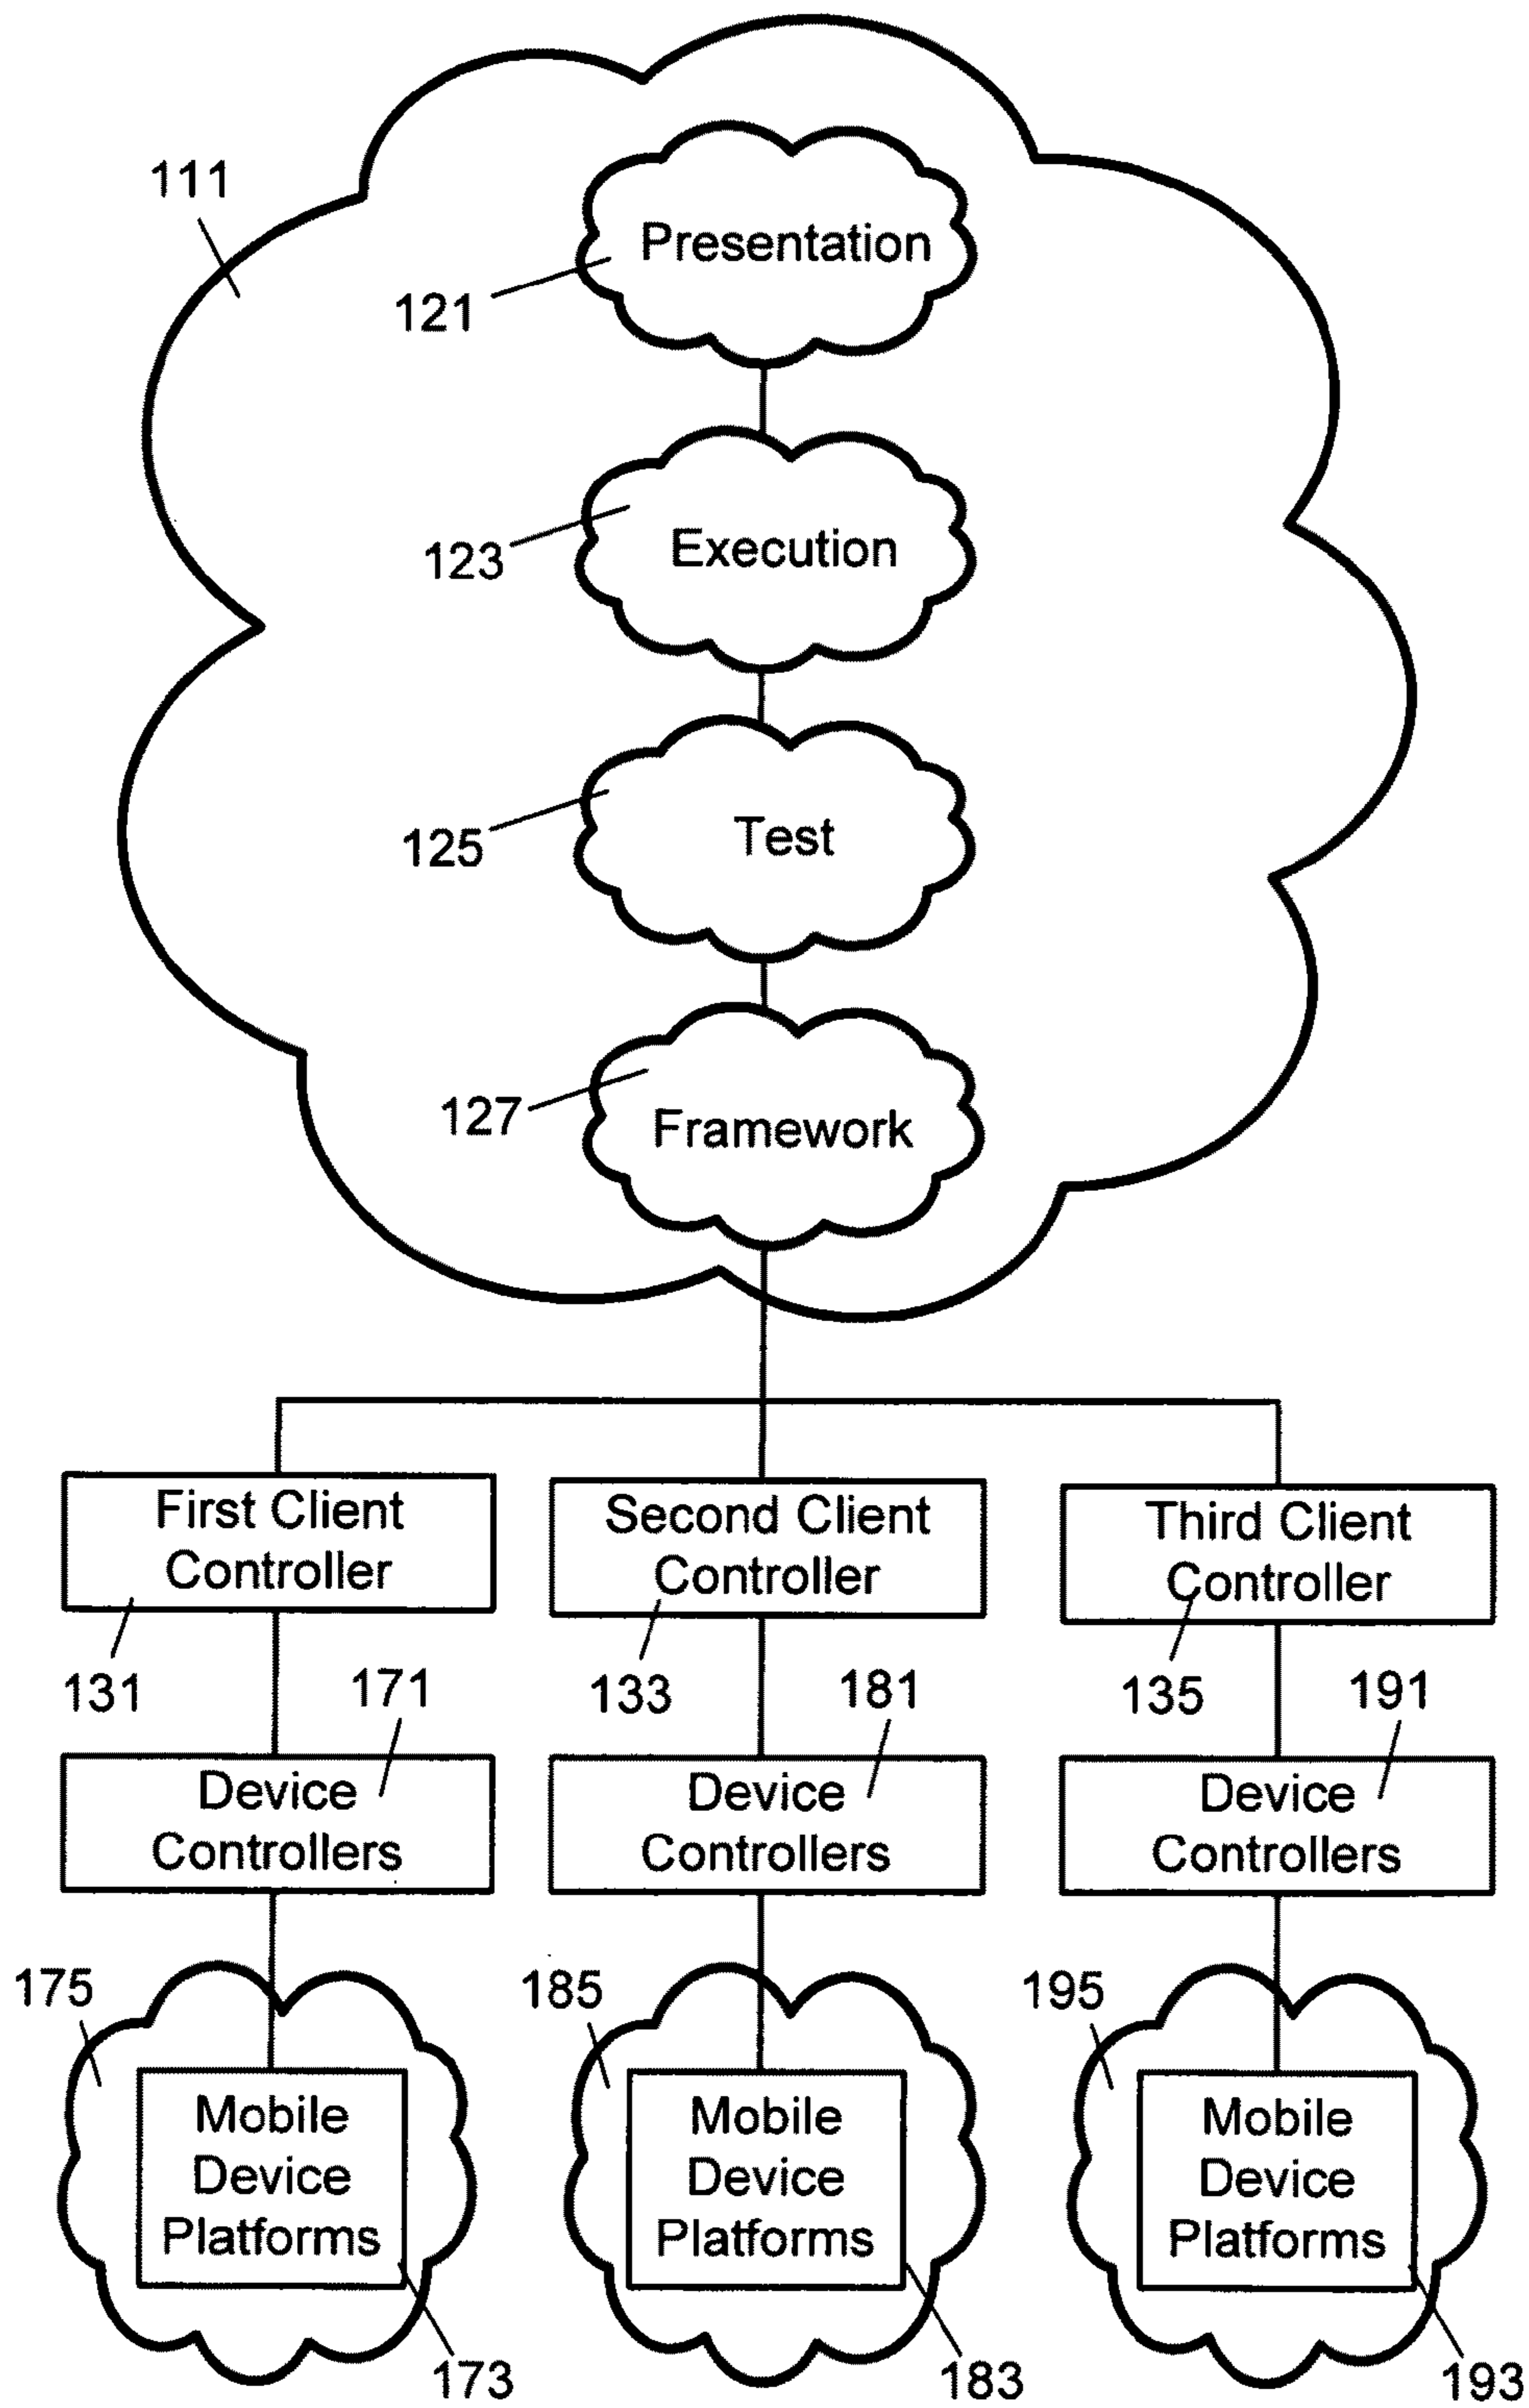 111
Presentation
121
Execution
123
Test
125
Framework
127
First Client
Controller
Second Client
Controller
Third Client
Controller
131
171
133
181
135
191
Device
Controllers
Device
Controllers
Device
Controllers
175
185
195
Mobile
Device
Platforms
Mobile
Device
Platforms
Mobile
Device
Platforms
173
183
193